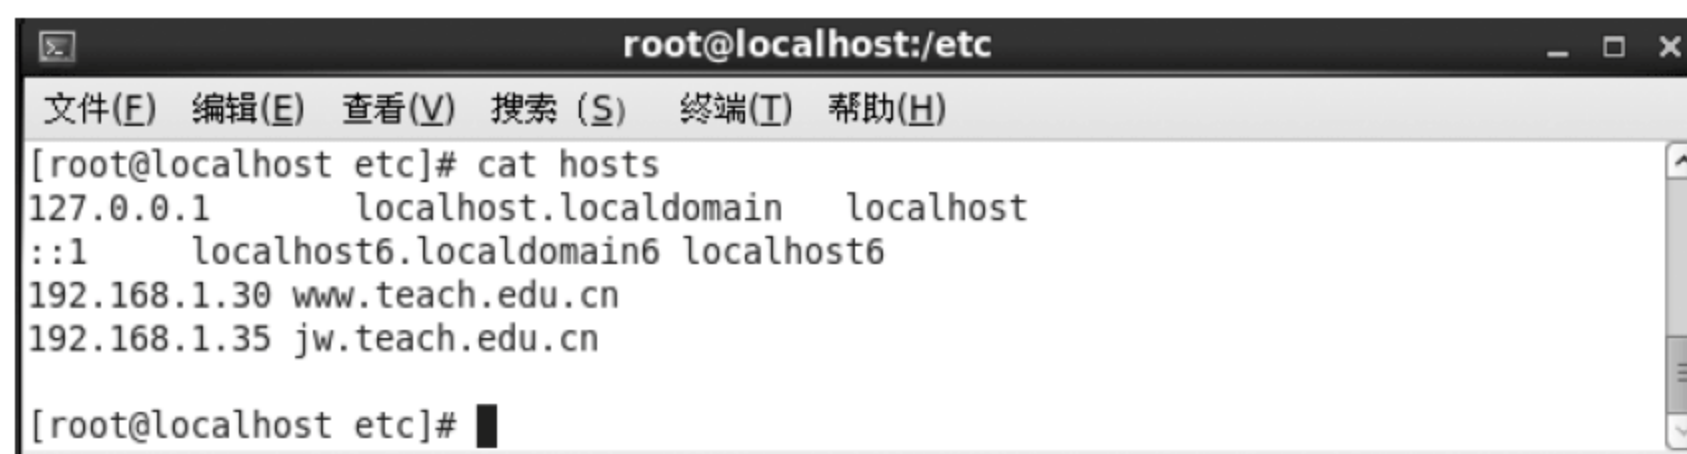 root@localhost:/etc
文件(F) 编辑(E) 查看(V) 搜索（S） 终端(T) 帮助(H)
[root@localhost etc]# cat hosts
127.0.0.1 localhost.localdomain localhost
::1 localhost6.localdomain6 localhost6
192.168.1.30 www.teach.edu.cn
192.168.1.35 jw.teach.edu.cn
[root@localhost etc]#